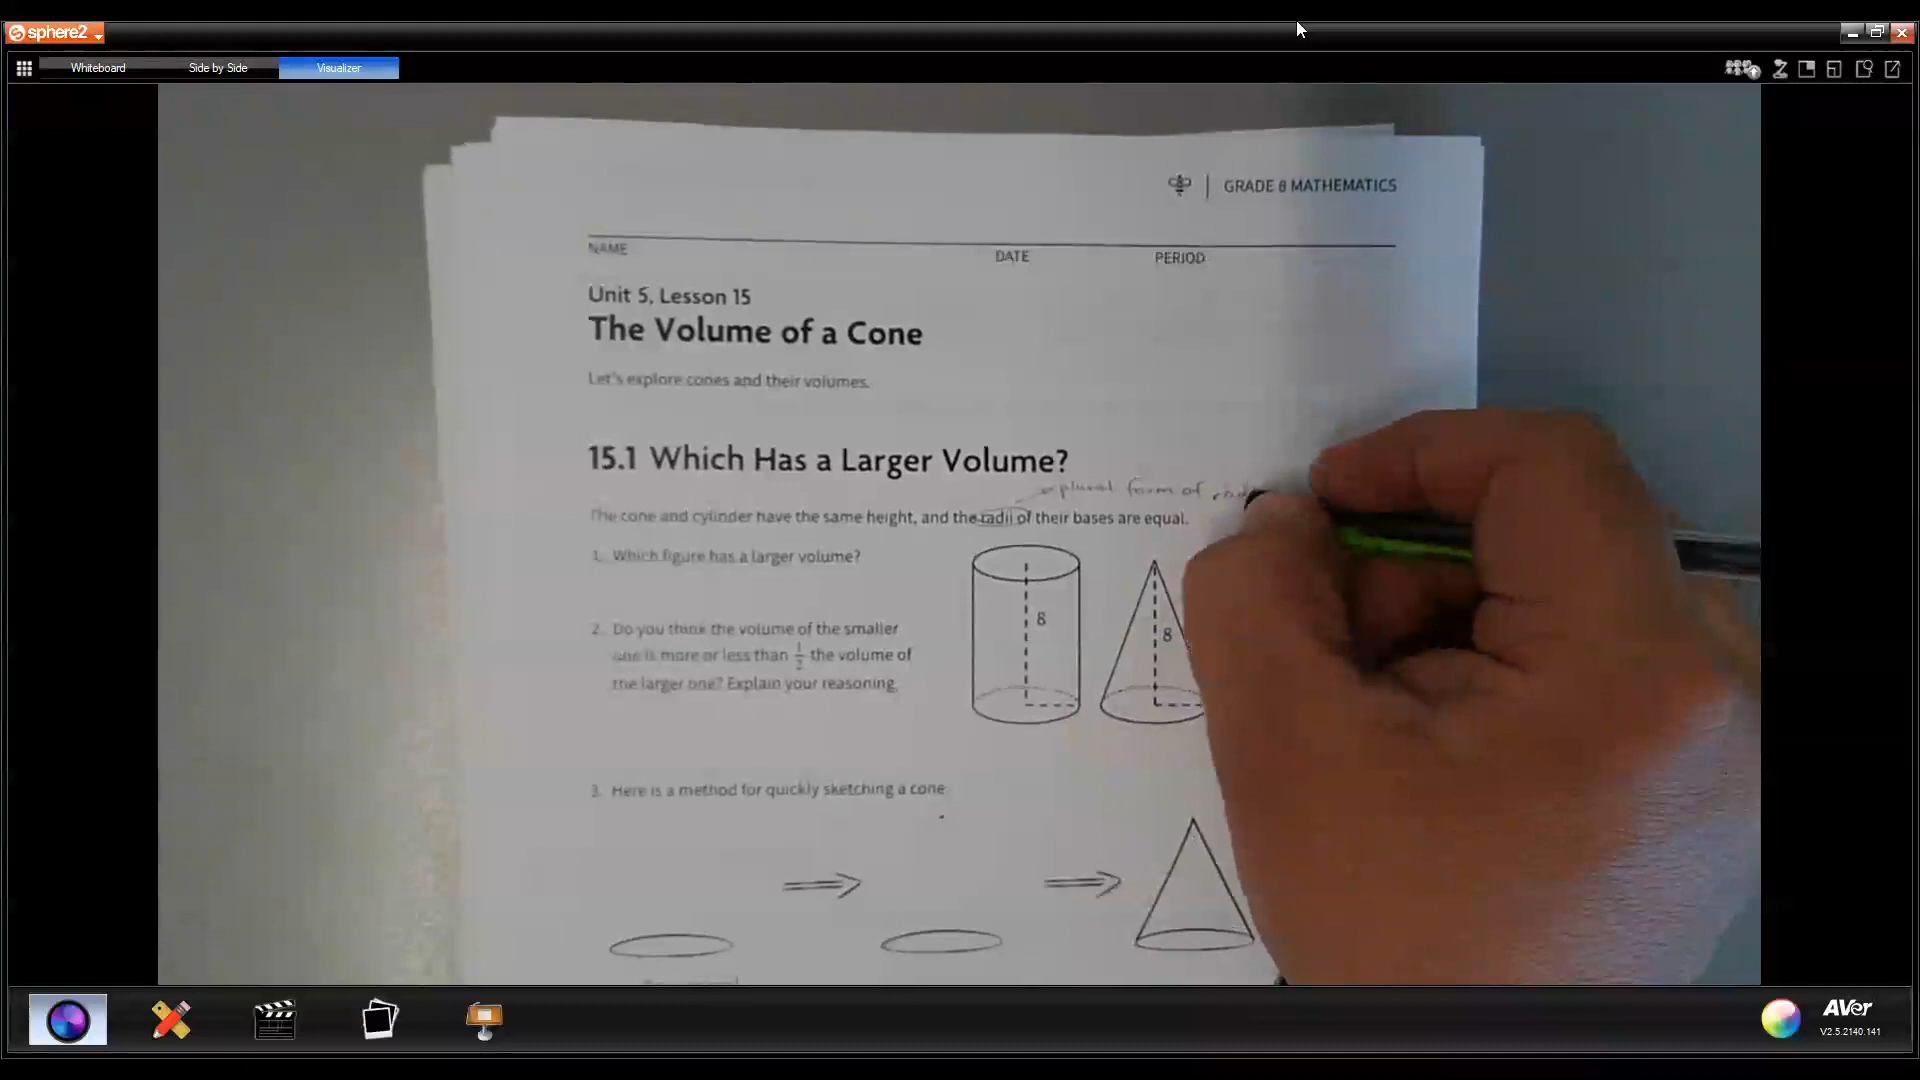 sphere2
Whiteboard Side by Side Visualizer
GRADE 8 MATHEMATICS
NAME DATE PERIOD
Unit 5, Lesson 15
The Volume of a Cone
Let's explore cones and their volumes.
15.1 Which Has a Larger Volume?
plural form of
The cone and cylinder have the same height, and the radii of their bases are equal.
1. Which figure has a larger volume?
8
8
2. Do you think the volume of the smaller
one is more or less than 1/2 the volume of
the larger one? Explain your reasoning.
3. Here is a method for quickly sketching a cone
AVer
V2.5.2140.141